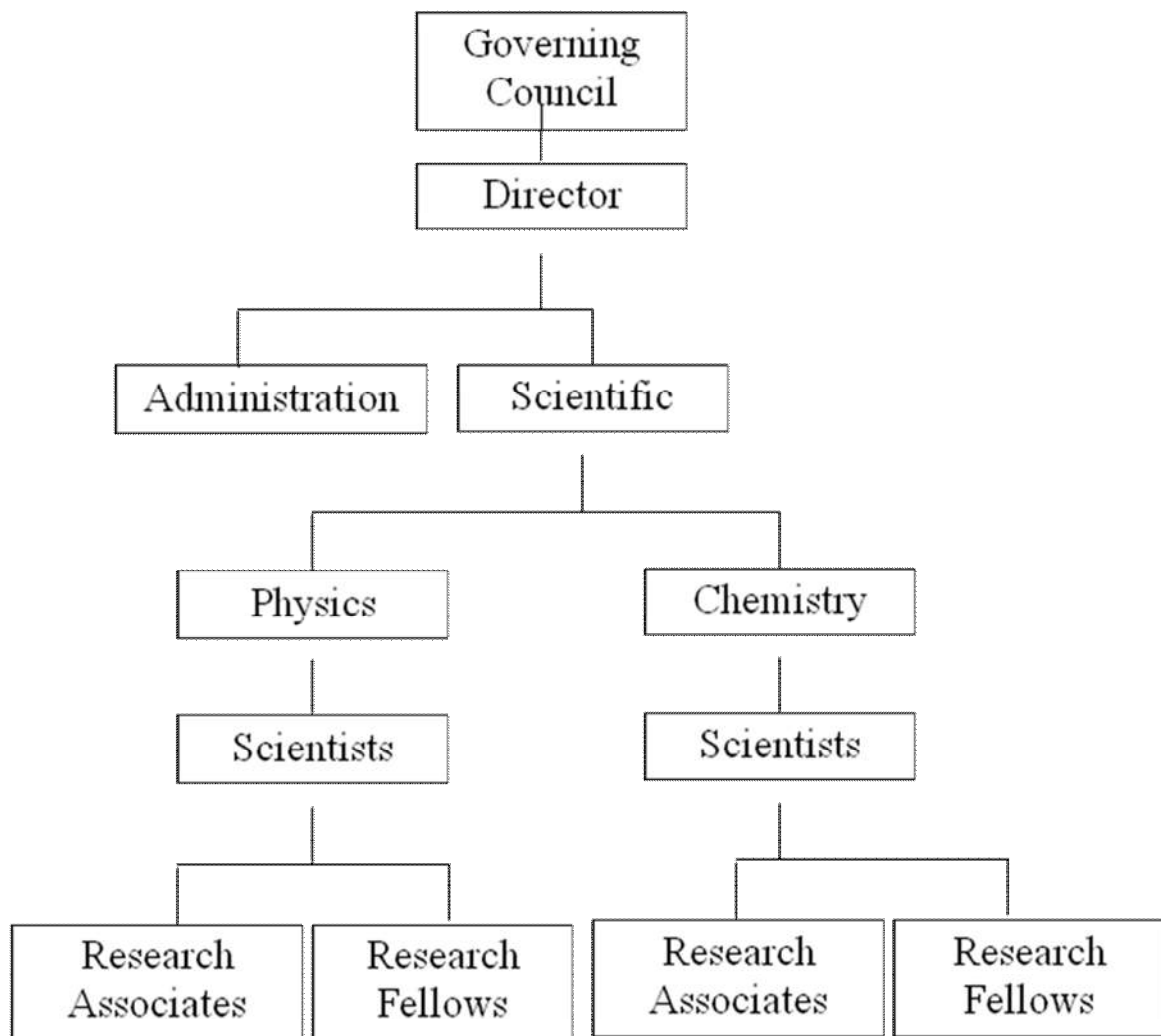 Governing
Council
Director
Administration
Scientific
Physics
Chemistry
Scientists
Scientists
Research
Associates
Research
Fellows
Research
Associates
Research
Fellows